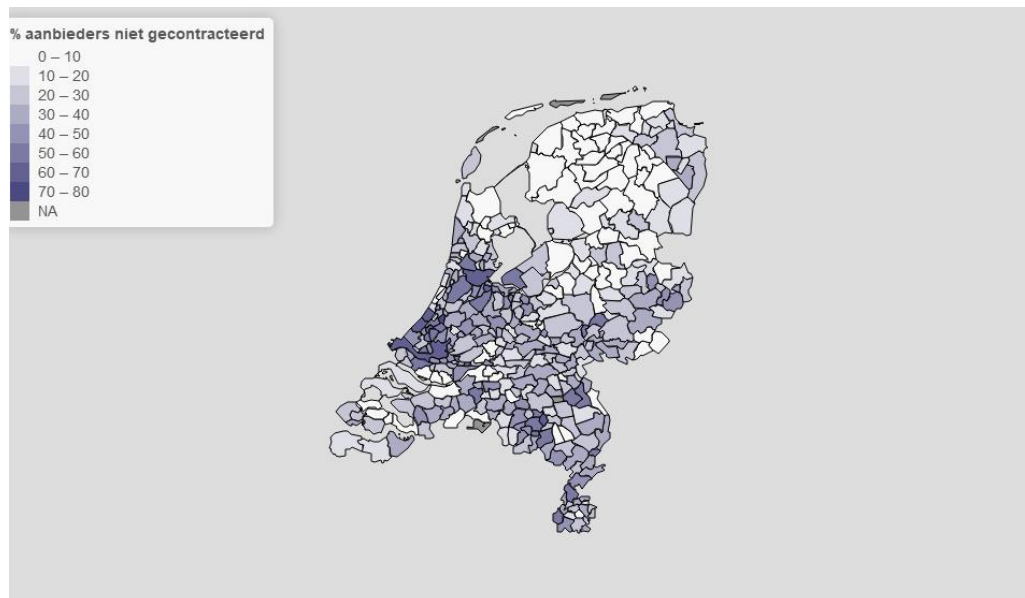 % aanbieders niet gecontracteerd
0 – 10
10 – 20
20 – 30
30 – 40
40 – 50
50 – 60
60 – 70
70 – 80
NA